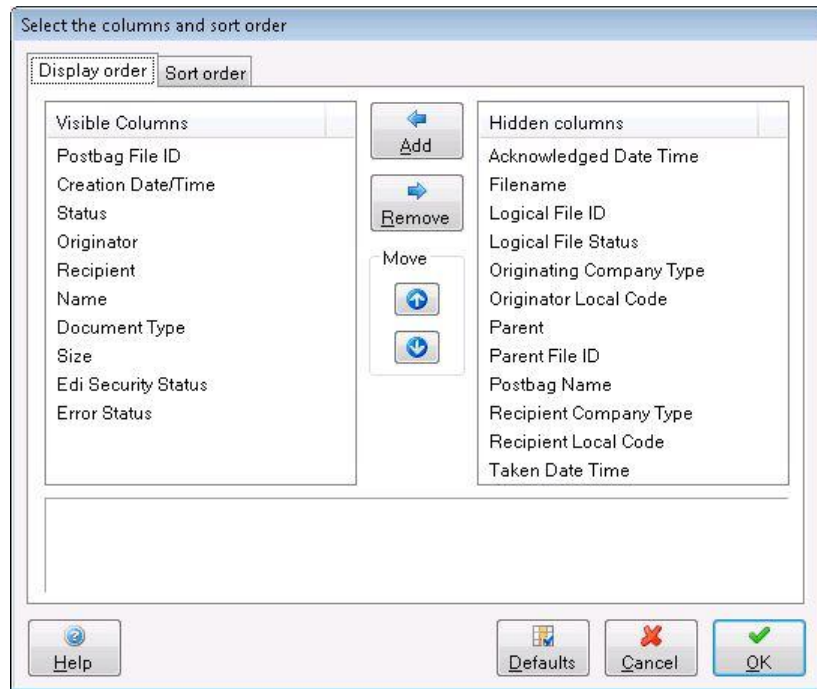 Select the columns and sort order
Display order Sort order
Visible Columns
Postbag File ID
Creation Date/Time
Status
Originator
Recipient
Name
Document Type
Size
Edi Security Status
Error Status
Add
Remove
Move
Hidden columns
Acknowledged Date Time
Filename
Logical File ID
Logical File Status
Originating Company Type
Originator Local Code
Parent
Parent File ID
Postbag Name
Recipient Company Type
Recipient Local Code
Taken Date Time
Help Defaults Cancel OK